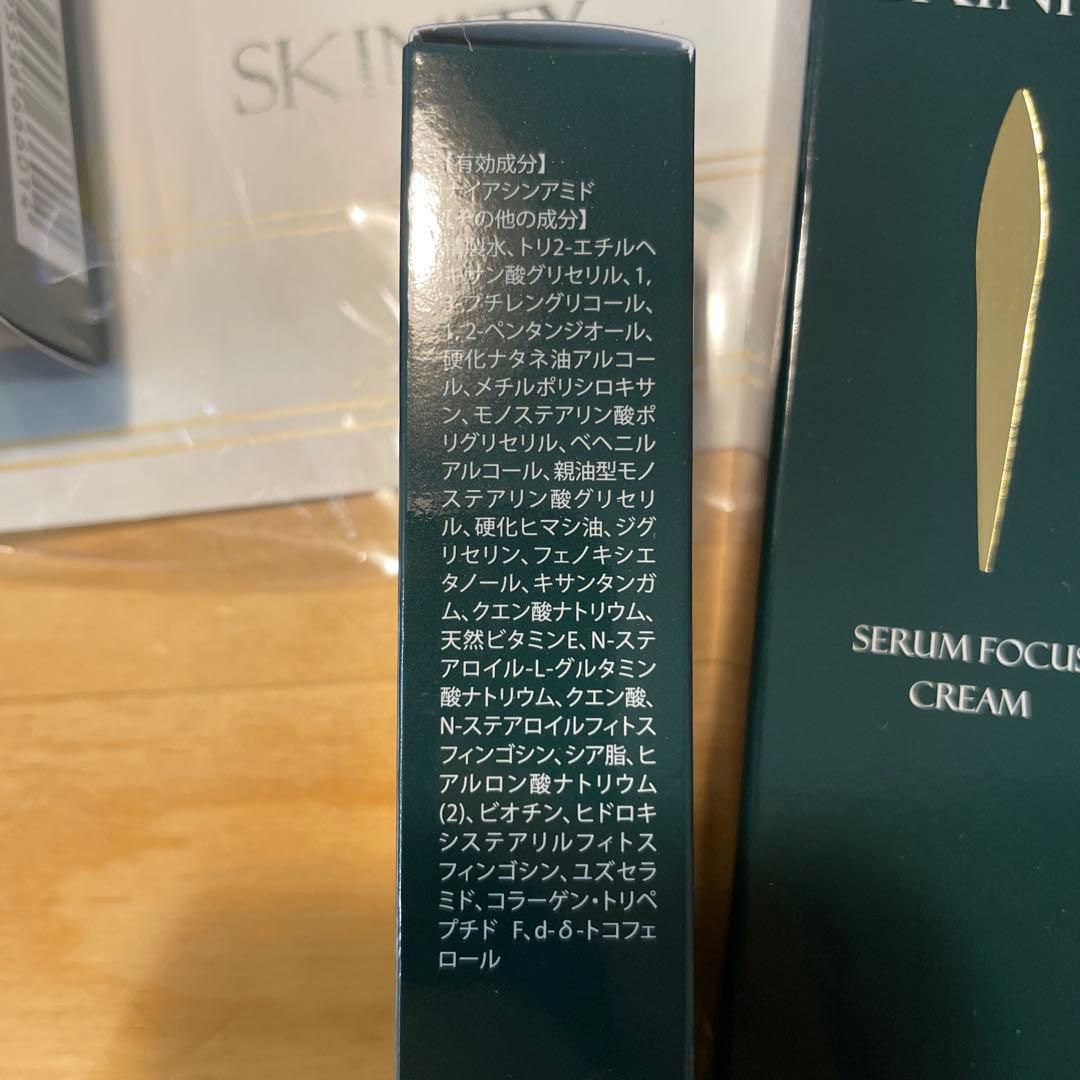 SKINITY
【有効成分】
ナイアシンアミド
【その他の成分】
精製水、トリ2-エチルヘ
キサン酸グリセリル、1,
3-ブチレングリコール、
1, 2-ペンタンジオール、
硬化ナタネ油アルコー
ル、メチルポリシロキサ
ン、モノステアリン酸ポ
リグリセリル、ベヘニル
アルコール、親油型モノ
ステアリン酸グリセリ
ル、硬化ヒマシ油、ジグ
リセリン、フェノキシエ
タノール、キサンタンガ
ム、クエン酸ナトリウム、
天然ビタミンE、N-ステ
アロイル-L-グルタミン
酸ナトリウム、クエン酸、
N-ステアロイルフィトス
フィンゴシン、シア脂、ヒ
アルロン酸ナトリウム
(2)、ビオチン、ヒドロキ
システアリルフィトス
フィンゴシン、ユズセラ
ミド、コラーゲン・トリペ
プチド F、d-δ-トコフェ
ロール
SERUM FOCUS
CREAM